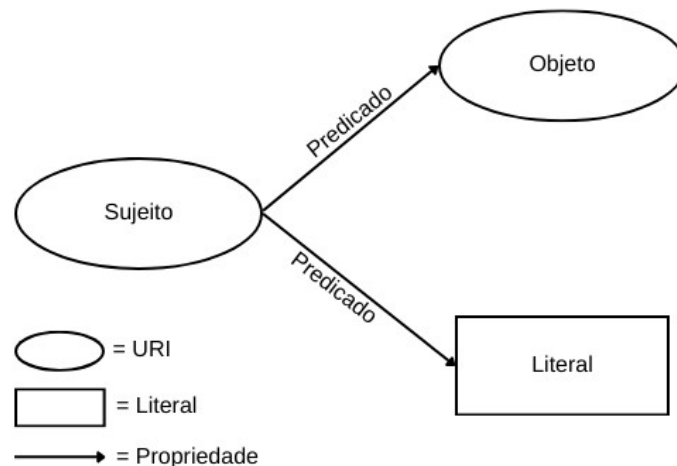 Objeto
Predicado
Sujeito
Predicado
= URI
Literal
= Literal
= Propriedade